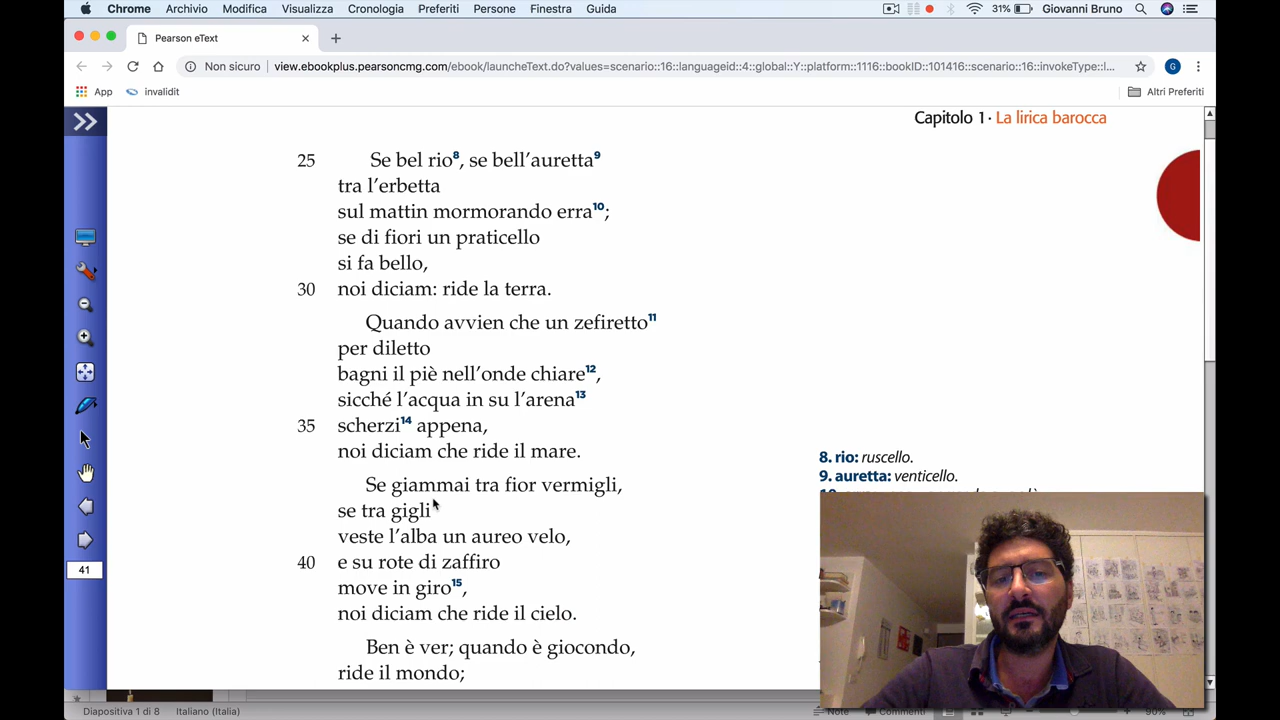 Chrome Archivio Modifica Visualizza Cronologia Preferiti Persone Finestra Guida 31% Giovanni Bruno
Pearson eText
Non sicuro view.ebookplus.pearsoncmg.com/ebook/launcheText.do?values=scenario::16::languageid::4::global::Y::platform::1116::bookID::101416::scenario::16::invokeType::l...
App invalidit Altri Preferiti
Capitolo 1 · La lirica barocca
25 Se bel rio8, se bell'auretta9
tra l'erbetta
sul mattin mormorando erra10;
se di fiori un praticello
si fa bello,
30 noi diciam: ride la terra.
Quando avvien che un zefiretto11
per diletto
bagni il piè nell'onde chiare12,
sicché l'acqua in su l'arena13
35 scherzi14 appena,
noi diciam che ride il mare.
Se giammai tra fior vermigli,
se tra gigli
veste l'alba un aureo velo,
40 e su rote di zaffiro
move in giro15,
noi diciam che ride il cielo.
Ben è ver; quando è giocondo,
ride il mondo;
8. rio: ruscello.
9. auretta: venticello.
41
Diapositiva 1 di 8 Italiano (Italia) Note Commenti 90%